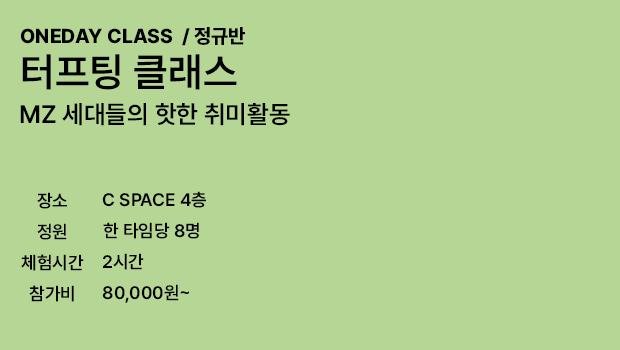 ONEDAY CLASS / 정규반
터프팅 클래스
MZ 세대들의 핫한 취미활동
장소 C SPACE 4층
정원 한 타임당 8명
체험시간 2시간
참가비 80,000원~